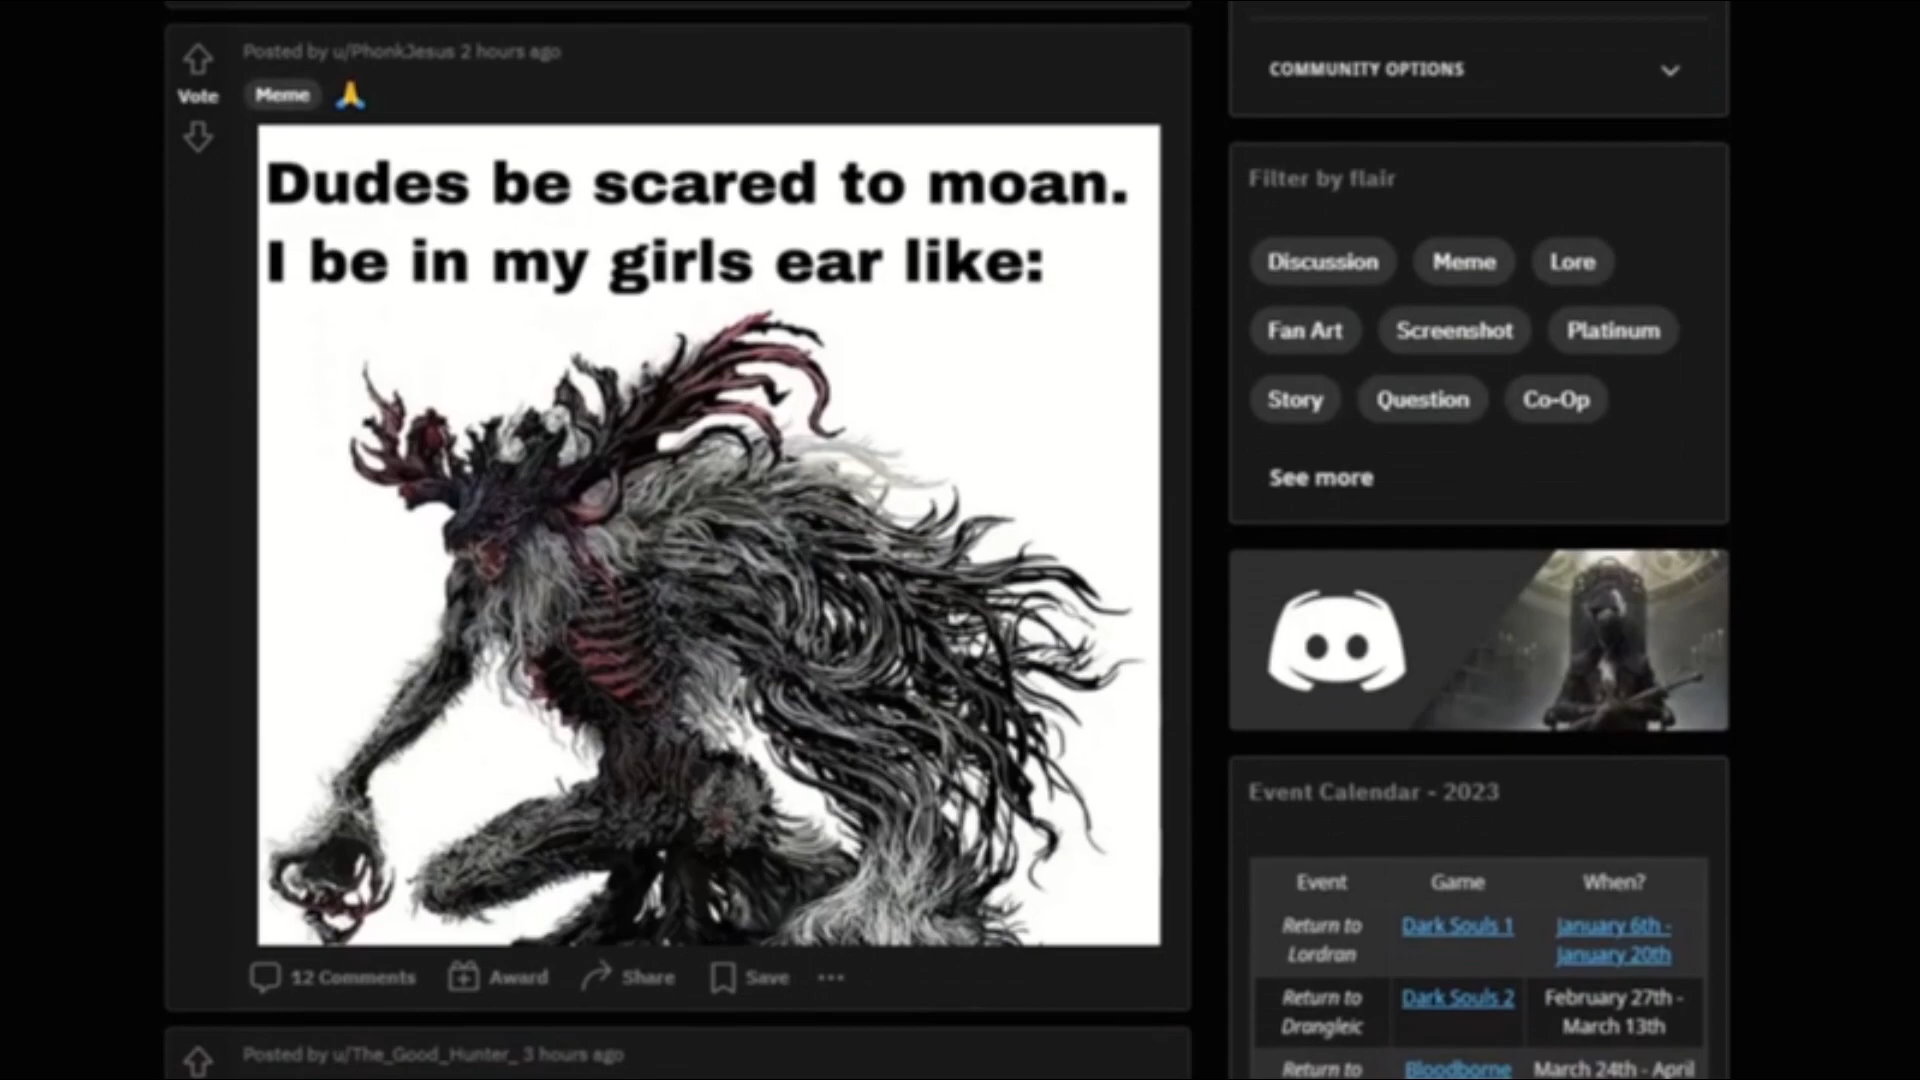 Posted by u/PhonkJesus 2 hours ago
Vote
Meme
Dudes be scared to moan.
I be in my girls ear like:
12 Comments
Award
Share
Save
Posted by u/The_Good_Hunter_ 3 hours ago
COMMUNITY OPTIONS
Filter by flair
Discussion Meme Lore
Fan Art Screenshot Platinum
Story Question Co-Op
See more
Event Calendar - 2023
Event Game When?
Return to Lordran Dark Souls 1 January 6th - January 20th
Return to Drangleic Dark Souls 2 February 27th - March 13th
Return to Bloodborne March 24th - April